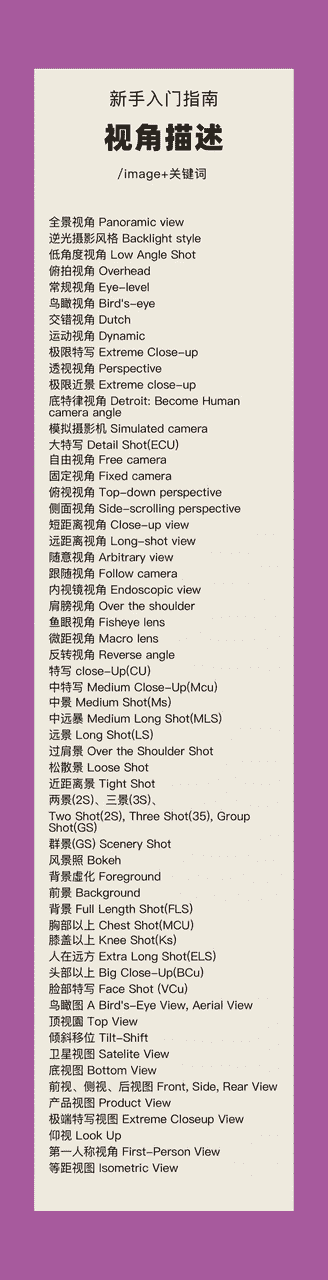 新手入门指南
视角描述
/image+关键词
全景视角 Panoramic view
逆光摄影风格 Backlight style
低角度视角 Low Angle Shot
俯拍视角 Overhead
常规视角 Eye-level
鸟瞰视角 Bird's-eye
交错视角 Dutch
运动视角 Dynamic
极限特写 Extreme Close-up
透视视角 Perspective
极限近景 Extreme close-up
底特律视角 Detroit: Become Human
camera angle
模拟摄影机 Simulated camera
大特写 Detail Shot(ECU)
自由视角 Free camera
固定视角 Fixed camera
俯视视角 Top-down perspective
侧面视角 Side-scrolling perspective
短距离视角 Close-up view
远距离视角 Long-shot view
随意视角 Arbitrary view
跟随视角 Follow camera
内视镜视角 Endoscopic view
肩膀视角 Over the shoulder
鱼眼视角 Fisheye lens
微距视角 Macro lens
反转视角 Reverse angle
特写 close-Up(CU)
中特写 Medium Close-Up(Mcu)
中景 Medium Shot(Ms)
中远暴 Medium Long Shot(MLS)
远景 Long Shot(LS)
过肩景 Over the Shoulder Shot
松散景 Loose Shot
近距离景 Tight Shot
两景(2S)、三景(3S)、
Two Shot(2S), Three Shot(35), Group
Shot(GS)
群景(GS) Scenery Shot
风景照 Bokeh
背景虚化 Foreground
前景 Background
背景 Full Length Shot(FLS)
胸部以上 Chest Shot(MCU)
膝盖以上 Knee Shot(Ks)
人在远方 Extra Long Shot(ELS)
头部以上 Big Close-Up(BCu)
脸部特写 Face Shot (VCu)
鸟瞰图 A Bird's-Eye View, Aerial View
顶视圖 Top View
倾斜移位 Tilt-Shift
卫星视图 Satelite View
底视图 Bottom View
前视、侧视、后视图 Front, Side, Rear View
产品视图 Product View
极端特写视图 Extreme Closeup View
仰视 Look Up
第一人称视角 First-Person View
等距视图 Isometric View